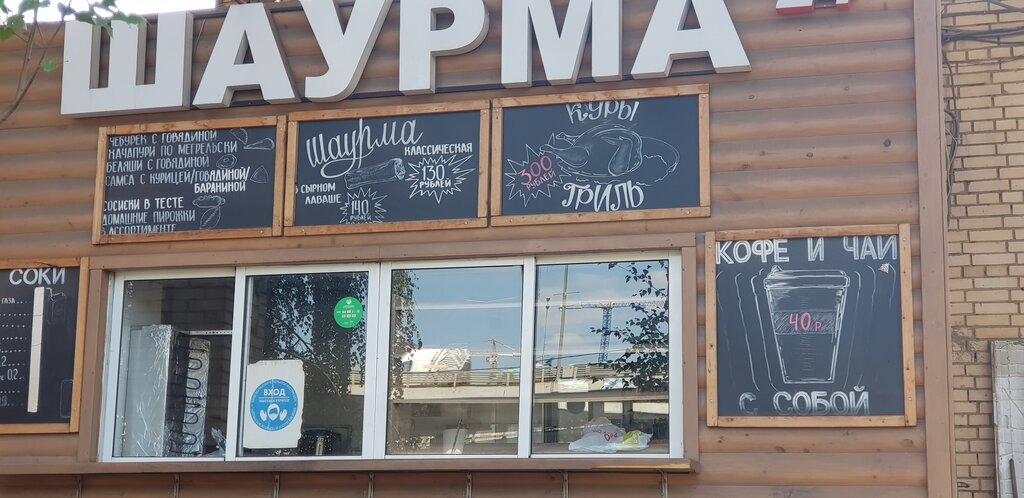 ШАУРМА
ЧЕБУРЕК С ГОВЯДИНОЙ
ХАЧАПУРИ ПО МЕГРЕЛЬСКИ
БЕЛЯШИ С ГОВЯДИНОЙ
САМСА С КУРИЦЕЙ/ГОВЯДИНОЙ/
БАРАНИНОЙ
СОСИСКИ В ТЕСТЕ
ДОМАШНИЕ ПИРОЖКИ
В АССОРТИМЕНТЕ
Шаурма
КЛАССИЧЕСКАЯ
130
РУБЛЕЙ
В СЫРНОМ
ЛАВАШЕ
140
РУБЛЕЙ
КУРЫ
300
РУБЛЕЙ
ГРИЛЬ
СОКИ
ВХОД
КОФЕ И ЧАЙ
40 р
С СОБОЙ